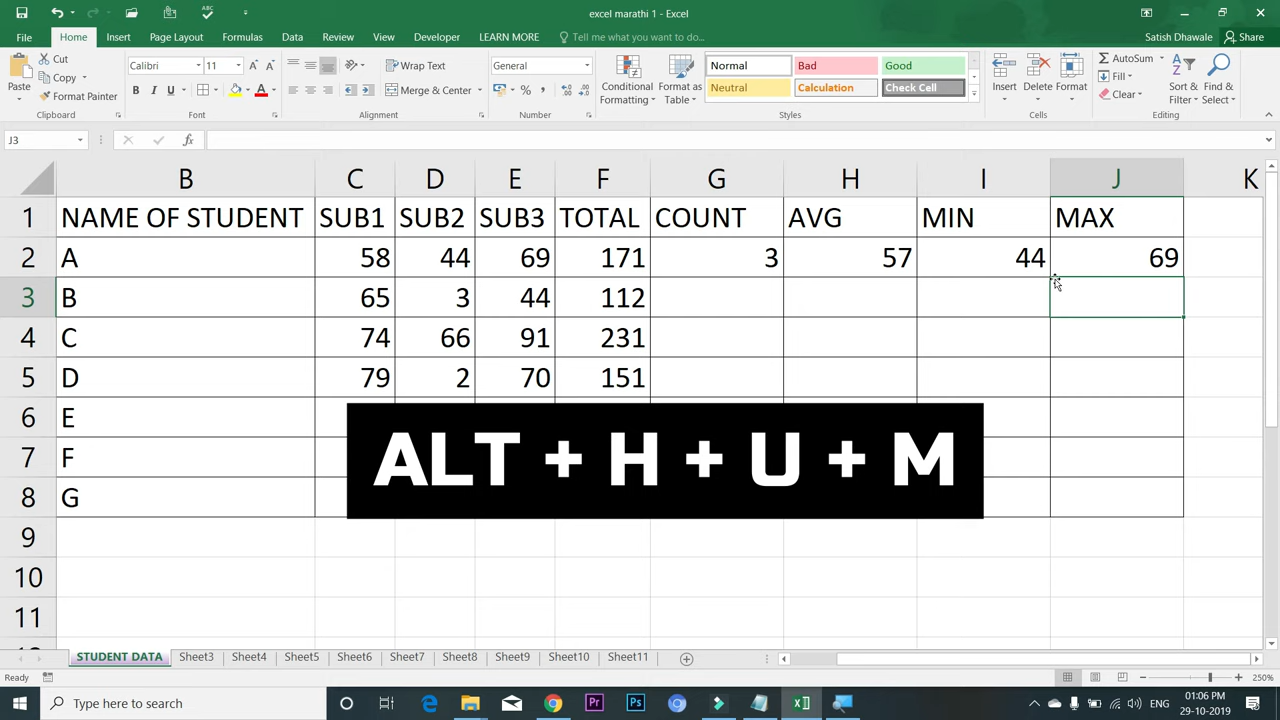 excel marathi 1 - Excel
File Home Insert Page Layout Formulas Data Review View Developer LEARN MORE Tell me what you want to do... Satish Dhawale Share
Paste Cut Copy Format Painter Clipboard
Calibri 11 B I U A A A Font
Wrap Text Merge & Center Alignment
General % , Number
Conditional Formatting Format as Table
Normal Bad Good
Neutral Calculation Check Cell
Styles
Insert Delete Format Cells
AutoSum Fill Clear Sort & Filter Find & Select Editing
J3 fx
B C D E F G H I J K
1 NAME OF STUDENT SUB1 SUB2 SUB3 TOTAL COUNT AVG MIN MAX
2 A 58 44 69 171 3 57 44 69
3 B 65 3 44 112
4 C 74 66 91 231
5 D 79 2 70 151
6 E
7 F
8 G
ALT + H + U + M
9
10
11
STUDENT DATA Sheet3 Sheet4 Sheet5 Sheet6 Sheet7 Sheet8 Sheet9 Sheet10 Sheet11
Ready 250%
Type here to search Pr Ps ENG 01:06 PM
29-10-2019